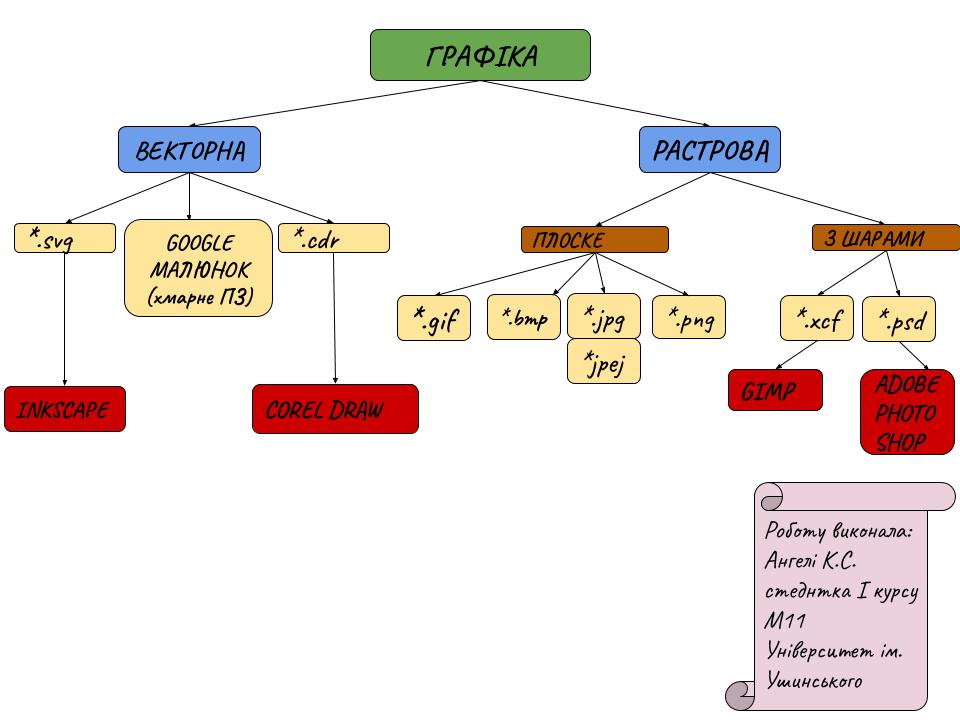 ГРАФІКА
ВЕКТОРНА
РАСТРОВА
*.svg
GOOGLE
МАЛЮНОК
(хмарне ПЗ)
*.cdr
ПЛОСКЕ
З ШАРАМИ
*.gif
*.bmp
*.jpg
*.png
*.xcf
*.psd
*jpej
INKSCAPE
COREL DRAW
GIMP
ADOBE
PHOTO
SHOP
Роботу виконала:
Ангелі К.С.
стеднтка І курсу
М11
Університет ім.
Ушинського